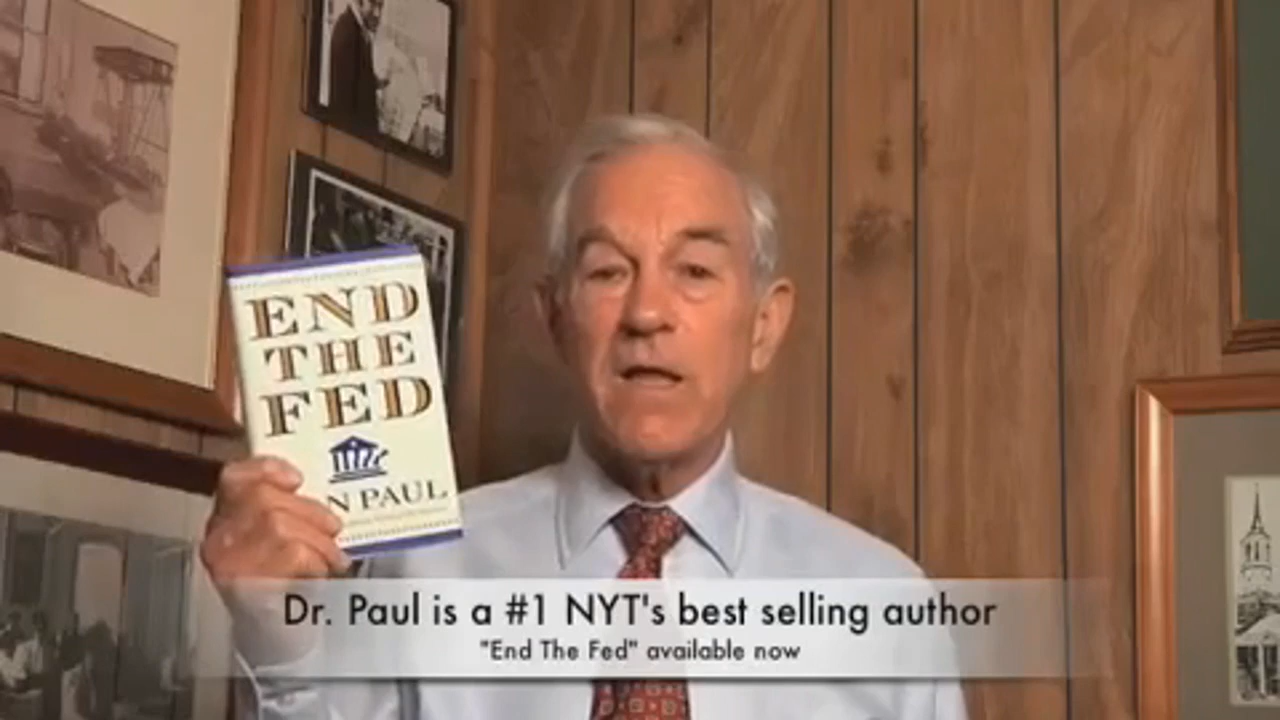 END
THE
FED
N PAUL
Dr. Paul is a #1 NYT's best selling author
"End The Fed" available now